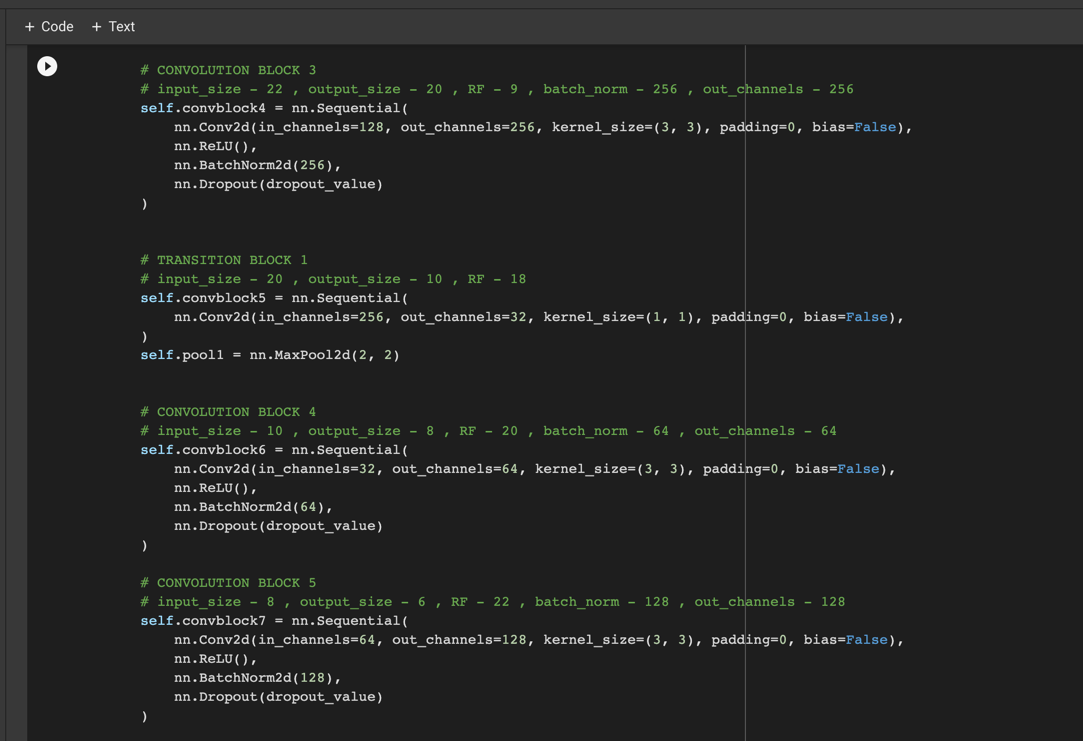 + Code + Text
# CONVOLUTION BLOCK 3
# input_size - 22 , output_size - 20 , RF - 9 , batch_norm - 256 , out_channels - 256
self.convblock4 = nn.Sequential(
nn.Conv2d(in_channels=128, out_channels=256, kernel_size=(3, 3), padding=0, bias=False),
nn.ReLU(),
nn.BatchNorm2d(256),
nn.Dropout(dropout_value)
)
# TRANSITION BLOCK 1
# input_size - 20 , output_size - 10 , RF - 18
self.convblock5 = nn.Sequential(
nn.Conv2d(in_channels=256, out_channels=32, kernel_size=(1, 1), padding=0, bias=False),
)
self.pool1 = nn.MaxPool2d(2, 2)
# CONVOLUTION BLOCK 4
# input_size - 10 , output_size - 8 , RF - 20 , batch_norm - 64 , out_channels - 64
self.convblock6 = nn.Sequential(
nn.Conv2d(in_channels=32, out_channels=64, kernel_size=(3, 3), padding=0, bias=False),
nn.ReLU(),
nn.BatchNorm2d(64),
nn.Dropout(dropout_value)
)
# CONVOLUTION BLOCK 5
# input_size - 8 , output_size - 6 , RF - 22 , batch_norm - 128 , out_channels - 128
self.convblock7 = nn.Sequential(
nn.Conv2d(in_channels=64, out_channels=128, kernel_size=(3, 3), padding=0, bias=False),
nn.ReLU(),
nn.BatchNorm2d(128),
nn.Dropout(dropout_value)
)